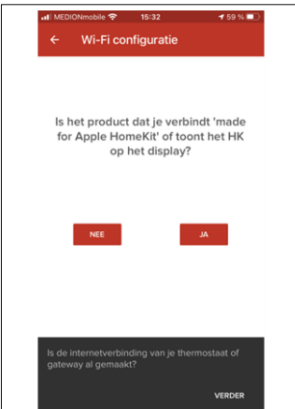 MEDIONmobile 15:32 59 %
Wi-Fi configuratie
Is het product dat je verbindt 'made
for Apple HomeKit' of toont het HK
op het display?
NEE JA
Is de internetverbinding van je thermostaat of
gateway al gemaakt?
VERDER